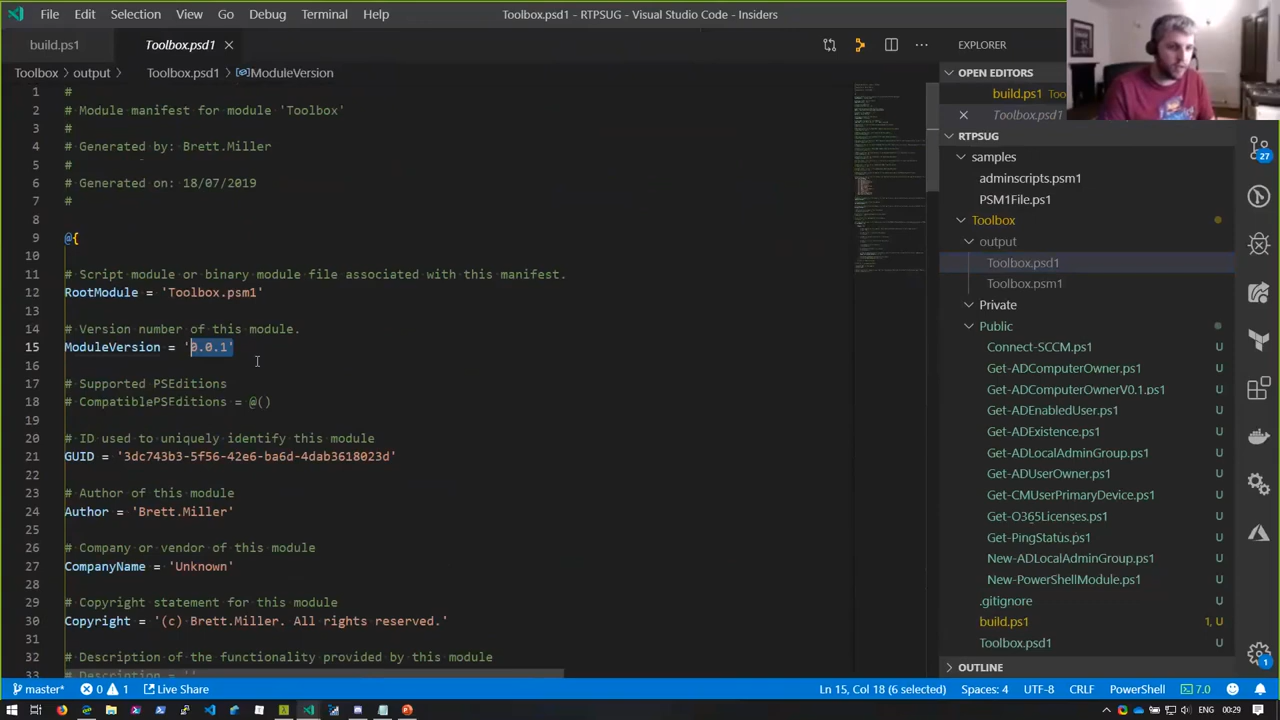 File Edit Selection View Go Debug Terminal Help
Toolbox.psd1 - RTPSUG - Visual Studio Code - Insiders
build.ps1
Toolbox.psd1
Toolbox > output > Toolbox.psd1 > ModuleVersion
1 #
2 # Module manifest for module 'Toolbox'
3 #
4 # Generated by: Brett.Miller
5 #
6 # Generated on:
7 #
8
9 @{
10
11 # Script module or binary module file associated with this manifest.
12 RootModule = 'Toolbox.psm1'
13
14 # Version number of this module.
15 ModuleVersion = '0.0.1'
16
17 # Supported PSEditions
18 # CompatiblePSEditions = @()
19
20 # ID used to uniquely identify this module
21 GUID = '3dc743b3-5f56-42e6-ba6d-4dab3618023d'
22
23 # Author of this module
24 Author = 'Brett.Miller'
25
26 # Company or vendor of this module
27 CompanyName = 'Unknown'
28
29 # Copyright statement for this module
30 Copyright = '(c) Brett.Miller. All rights reserved.'
31
32 # Description of the functionality provided by this module
33 # Description = ''
EXPLORER
OPEN EDITORS
build.ps1
Toolbox.psd1
RTPSUG
samples
adminscripts.psm1
PSM1File.ps1
Toolbox
output
Toolbox.psd1
Toolbox.psm1
Private
Public
Connect-SCCM.ps1 U
Get-ADComputerOwner.ps1 U
Get-ADComputerOwnerV0.1.ps1 U
Get-ADEnabledUser.ps1 U
Get-ADExistence.ps1 U
Get-ADLocalAdminGroup.ps1 U
Get-ADUserOwner.ps1 U
Get-CMUserPrimaryDevice.ps1 U
Get-O365Licenses.ps1 U
Get-PingStatus.ps1 U
New-ADLocalAdminGroup.ps1 U
New-PowerShellModule.ps1 U
.gitignore U
build.ps1 1, U
Toolbox.psd1 U
OUTLINE
27
1
master* 0 1 Live Share
Ln 15, Col 18 (6 selected) Spaces: 4 UTF-8 CRLF PowerShell 7.0
ENG 00:29